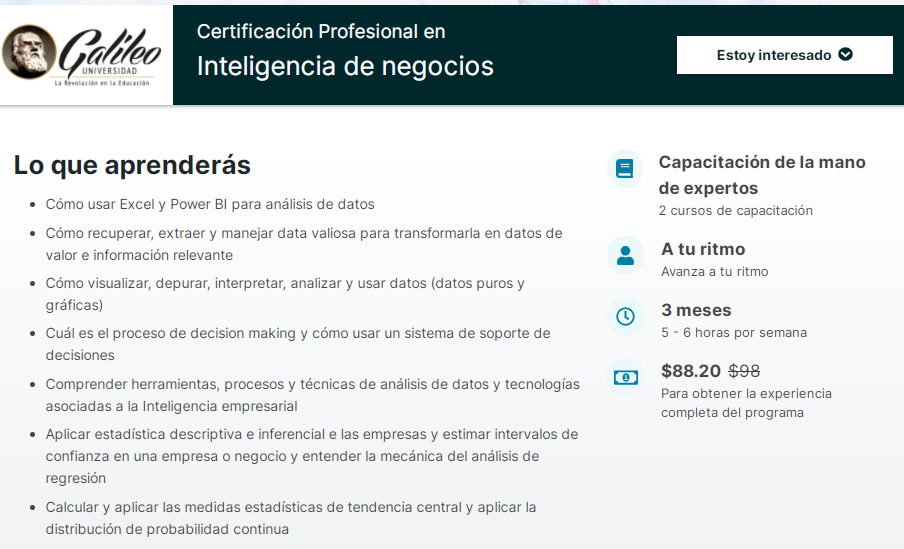 Galileo
UNIVERSIDAD
La Revolución en la Educación
Certificación Profesional en
Inteligencia de negocios
Estoy interesado
Lo que aprenderás
Cómo usar Excel y Power BI para análisis de datos
Cómo recuperar, extraer y manejar data valiosa para transformarla en datos de
valor e información relevante
Cómo visualizar, depurar, interpretar, analizar y usar datos (datos puros y
gráficas)
Cuál es el proceso de decision making y cómo usar un sistema de soporte de
decisiones
Comprender herramientas, procesos y técnicas de análisis de datos y tecnologías
asociadas a la Inteligencia empresarial
Aplicar estadística descriptiva e inferencial e las empresas y estimar intervalos de
confianza en una empresa o negocio y entender la mecánica del análisis de
regresión
Calcular y aplicar las medidas estadísticas de tendencia central y aplicar la
distribución de probabilidad continua
Capacitación de la mano
de expertos
2 cursos de capacitación
A tu ritmo
Avanza a tu ritmo
3 meses
5 - 6 horas por semana
$88.20 $98
Para obtener la experiencia
completa del programa